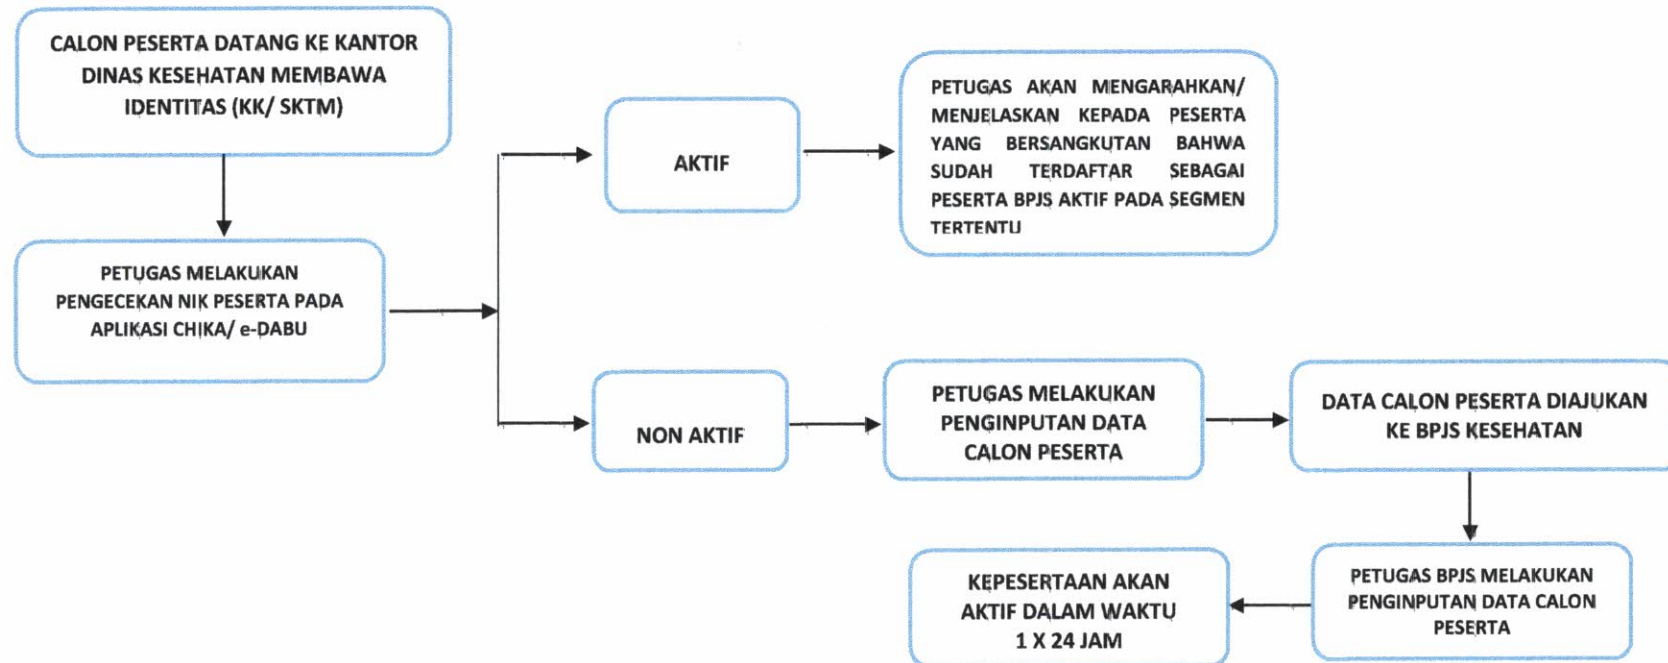 CALON PESERTA DATANG KE KANTOR
DINAS KESEHATAN MEMBAWA
IDENTITAS (KK/ SKTM)
PETUGAS MELAKUKAN
PENGECEKAN NIK PESERTA PADA
APLIKASI CHIKA/ e-DABU
AKTIF
PETUGAS AKAN MENGARAHKAN/
MENJELASKAN KEPADA PESERTA
YANG BERSANGKUTAN BAHWA
SUDAH TERDAFTAR SEBAGAI
PESERTA BPJS AKTIF PADA SEGMEN
TERTENTU
NON AKTIF
PETUGAS MELAKUKAN
PENGINPUTAN DATA
CALON PESERTA
DATA CALON PESERTA DIAJUKAN
KE BPJS KESEHATAN
PETUGAS BPJS MELAKUKAN
PENGINPUTAN DATA CALON
PESERTA
KEPESERTAAN AKAN
AKTIF DALAM WAKTU
1 X 24 JAM